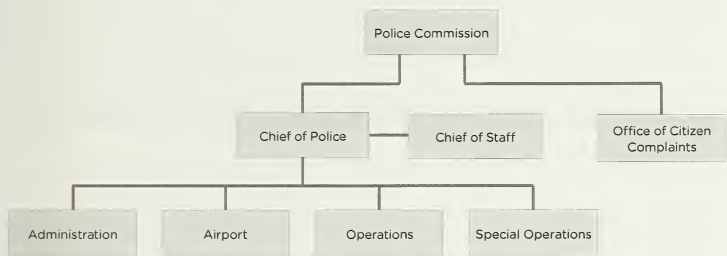 Police Commission
Chief of Police
Chief of Staff
Office of Citizen
Complaints
Administration
Airport
Operations
Special Operations